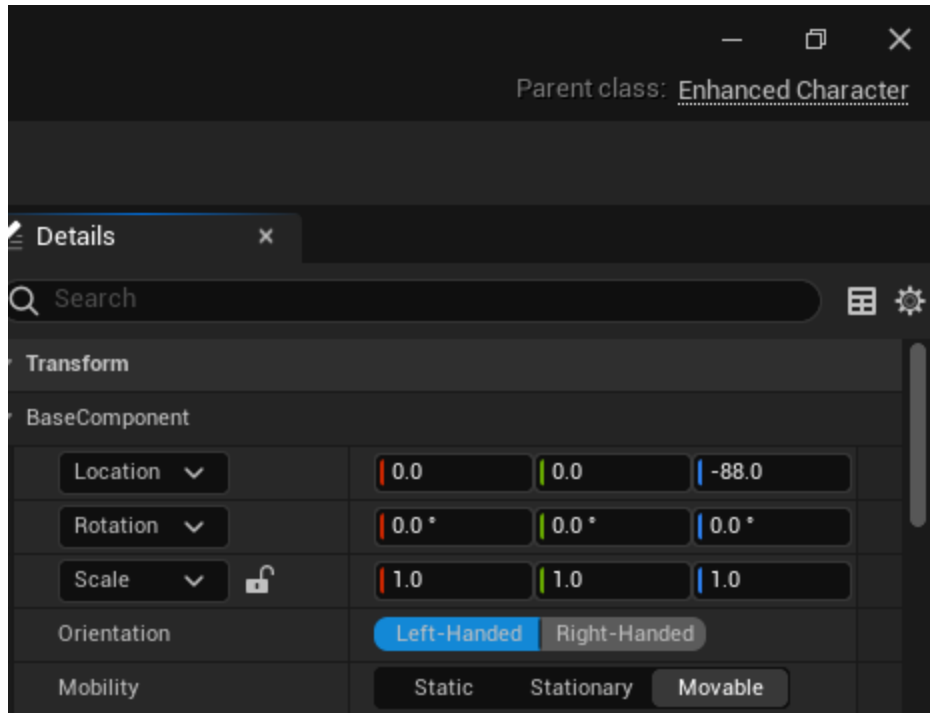 Parent class: Enhanced Character
Details
Search
Transform
BaseComponent
Location 0.0 0.0 -88.0
Rotation 0.0 ° 0.0 ° 0.0 °
Scale 1.0 1.0 1.0
Orientation Left-Handed Right-Handed
Mobility Static Stationary Movable